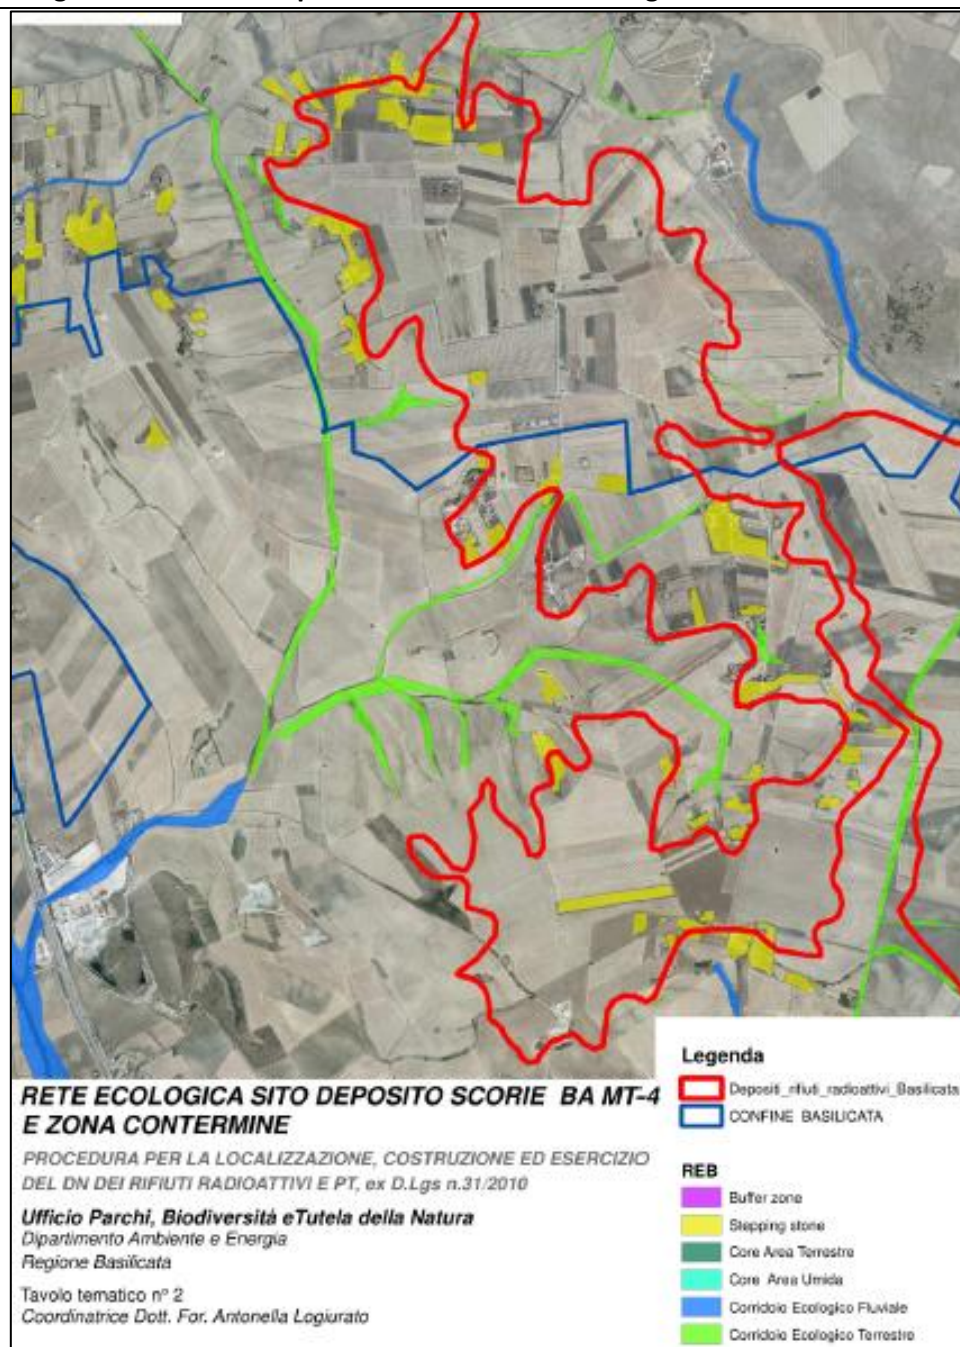 RETE ECOLOGICA SITO DEPOSITO SCORIE BA MT-4
E ZONA CONTERMINE
PROCEDURA PER LA LOCALIZZAZIONE, COSTRUZIONE ED ESERCIZIO
DEL DN DEI RIFIUTI RADIOATTIVI E PT, ex D.Lgs n.31/2010
Ufficio Parchi, Biodiversità eTutela della Natura
Dipartimento Ambiente e Energia
Regione Basilicata
Tavolo tematico n° 2
Coordinatrice Dott. For. Antonella Logiurato
Legenda
Depositi_rifiuti_radioattivi_Basilicata
CONFINE BASILICATA
REB
Buffer zone
Stepping stone
Core Area Terrestre
Core Area Umida
Corridoio Ecologico Fluviale
Corridoio Ecologico Terrestre